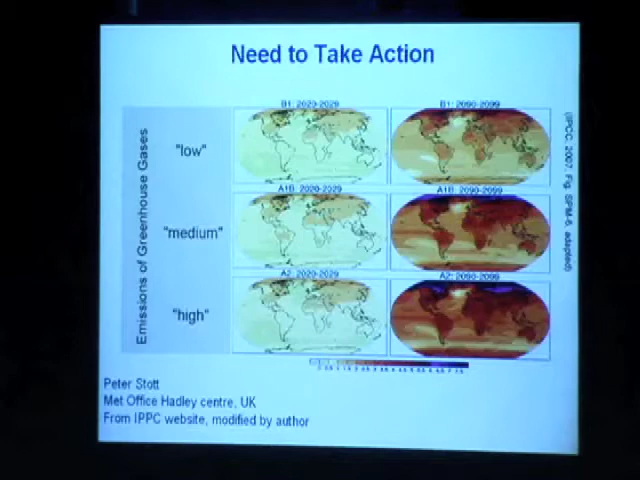 Need to Take Action
B1: 2020-2029
B1: 2090-2099
"low"
A1B: 2020-2029
A1B: 2090-2099
"medium"
A2: 2020-2029
A2: 2090-2099
"high"
Emissions of Greenhouse Gases
(IPCC, 2007, Fig. SPM-6, adapted)
Peter Stott
Met Office Hadley centre, UK
From IPPC website, modified by author